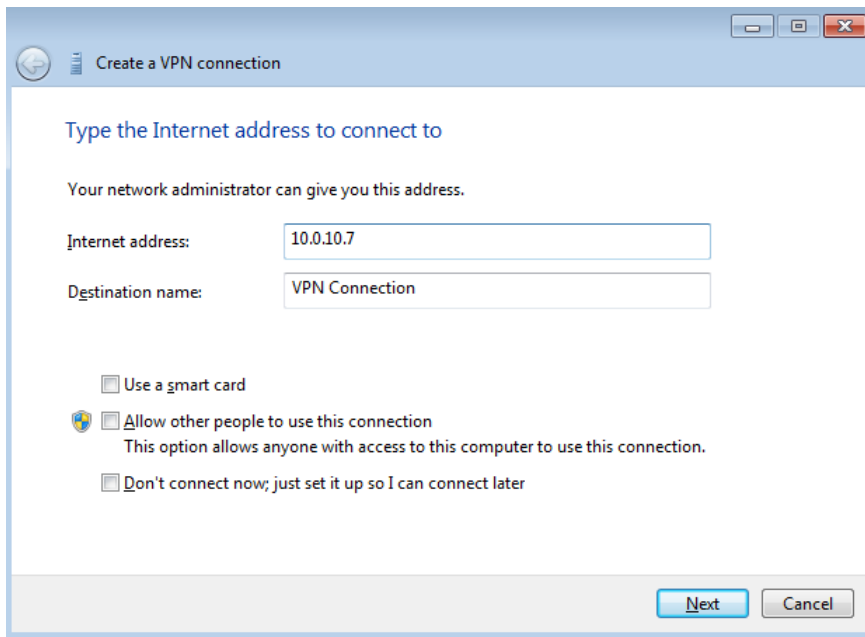 Create a VPN connection
Type the Internet address to connect to
Your network administrator can give you this address.
Internet address: 10.0.10.7
Destination name: VPN Connection
Use a smart card
Allow other people to use this connection
This option allows anyone with access to this computer to use this connection.
Don't connect now; just set it up so I can connect later
Next Cancel